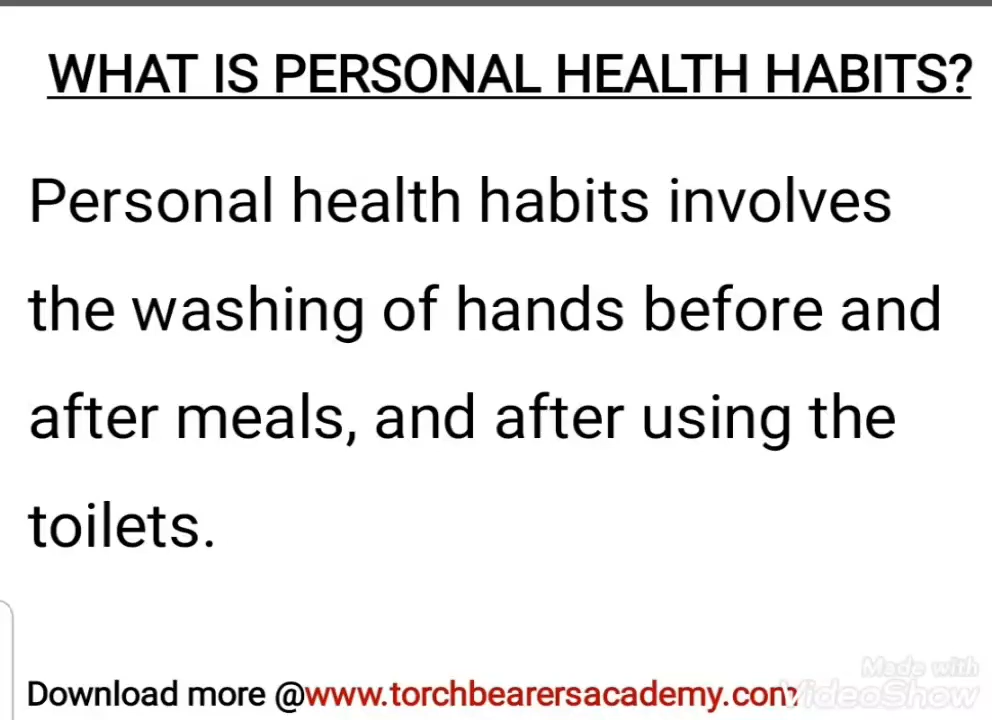 WHAT IS PERSONAL HEALTH HABITS?
Personal health habits involves
the washing of hands before and
after meals, and after using the
toilets.
Download more @www.torchbearersacademy.com
Made with
VideoShow